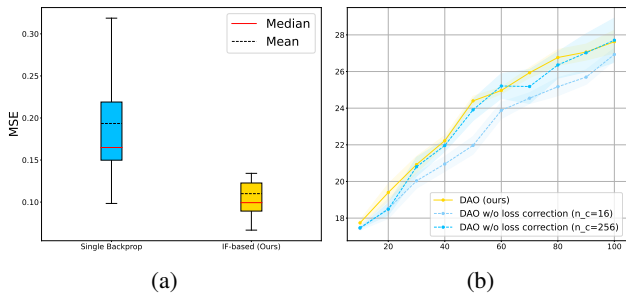 Median
Mean
MSE
0.30
0.25
0.20
0.15
0.10
Single Backprop
IF-based (Ours)
(a)
28
26
24
22
20
18
DAO (ours)
DAO w/o loss correction (n_c=16)
DAO w/o loss correction (n_c=256)
20
40
60
80
100
(b)